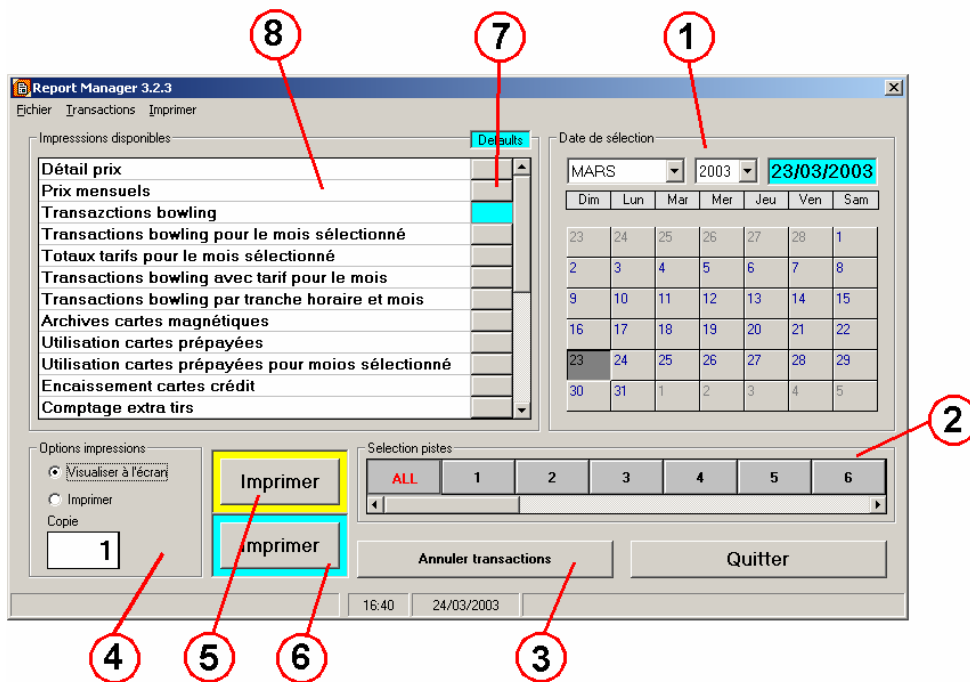 8 7 1
Report Manager 3.2.3
Fichier Transactions Imprimer
Impresssions disponibles Defaults
Détail prix
Prix mensuels
Transazctions bowling
Transactions bowling pour le mois sélectionné
Totaux tarifs pour le mois sélectionné
Transactions bowling avec tarif pour le mois
Transactions bowling par tranche horaire et mois
Archives cartes magnétiques
Utilisation cartes prépayées
Utilisation cartes prépayées pour moios sélectionné
Encaissement cartes crédit
Comptage extra tirs
Date de sélection
MARS 2003 23/03/2003
Dim Lun Mar Mer Jeu Ven Sam
23 24 25 26 27 28 1
2 3 4 5 6 7 8
9 10 11 12 13 14 15
16 17 18 19 20 21 22
23 24 25 26 27 28 29
30 31 1 2 3 4 5
2
Options impressions
Visualiser à l'écran
Imprimer
Copie
1
Imprimer
Imprimer
Selection pistes
ALL 1 2 3 4 5 6
Annuler transactions Quitter
16:40 24/03/2003
4 5 6 3